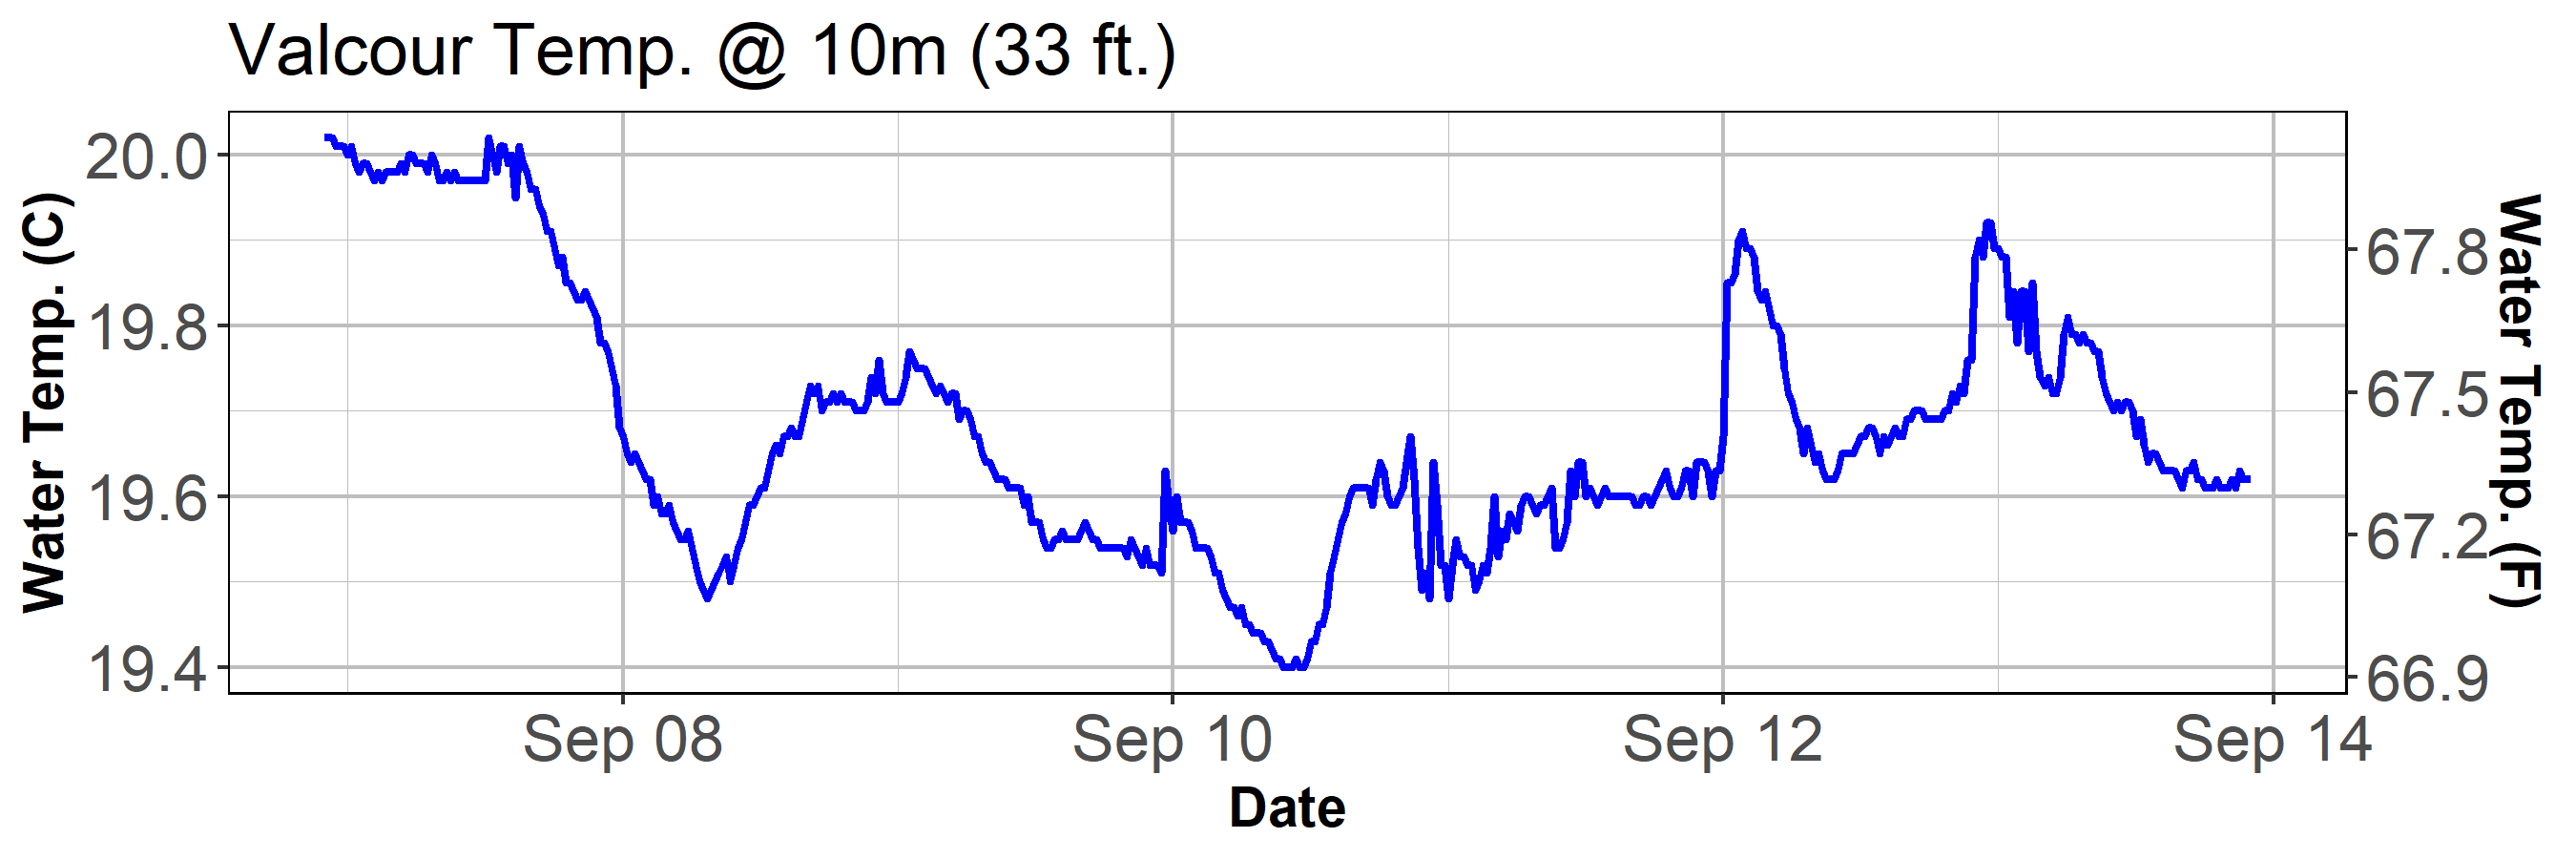 Valcour Temp. @ 10m (33 ft.)
Water Temp. (C)
20.0
19.8
19.6
19.4
67.8
67.5
67.2
66.9
Water Temp. (F)
Sep 08
Sep 10
Sep 12
Sep 14
Date